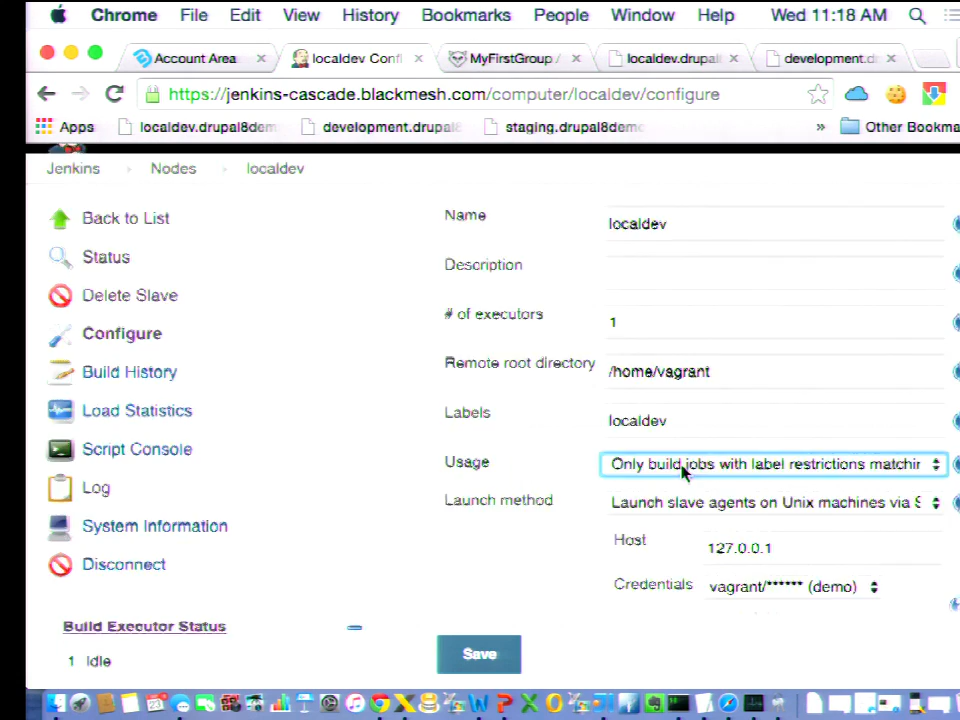 Chrome File Edit View History Bookmarks People Window Help Wed 11:18 AM
Account Area localdev Conf MyFirstGroup / localdev.drupal development.d
https://jenkins-cascade.blackmesh.com/computer/localdev/configure
Apps localdev.drupal8dem development.drupal staging.drupal8demo » Other Bookma
Jenkins Nodes localdev
Back to List
Status
Delete Slave
Configure
Build History
Load Statistics
Script Console
Log
System Information
Disconnect
Build Executor Status
1 Idle
Name localdev
Description
# of executors 1
Remote root directory /home/vagrant
Labels localdev
Usage Only build jobs with label restrictions matchin
Launch method Launch slave agents on Unix machines via S
Host 127.0.0.1
Credentials vagrant/****** (demo)
Save